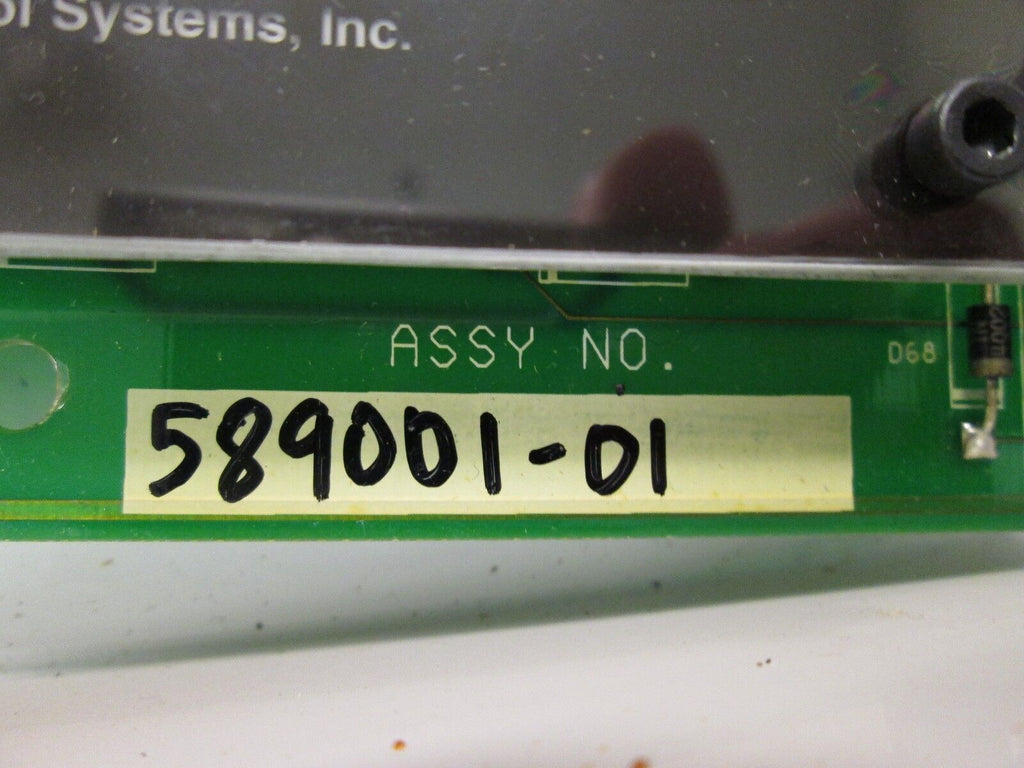 Systems, Inc.
ASSY NO.
D68
589001-01